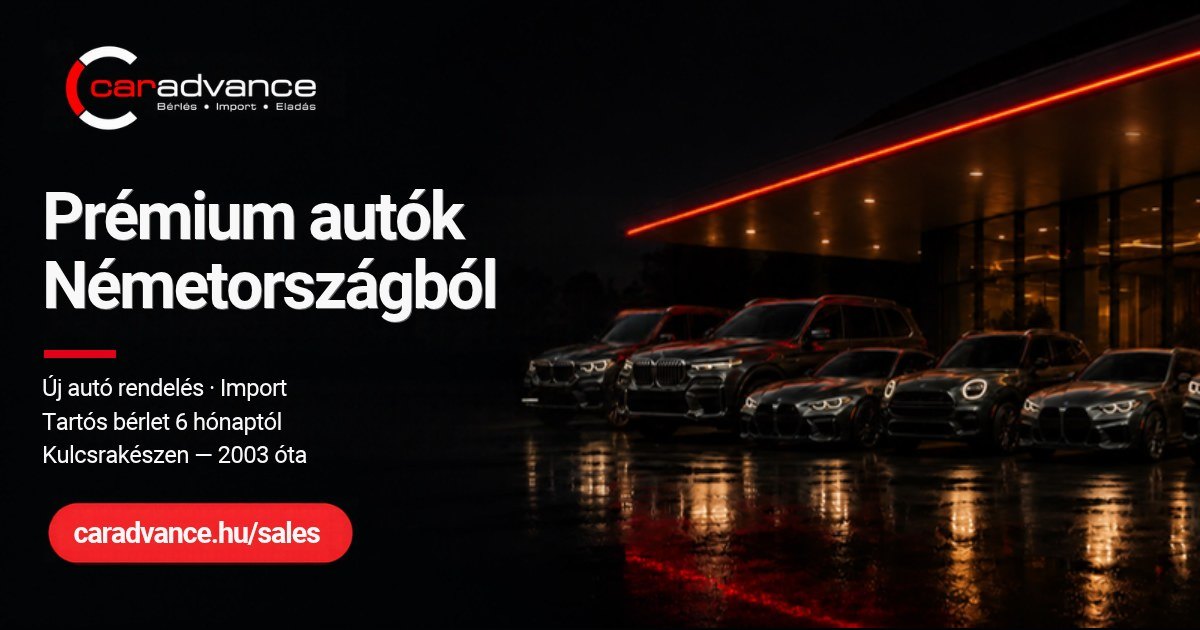 caradvance
Bérlés • Import • Eladás
Prémium autók
Németországból
Új autó rendelés · Import
Tartós bérlet 6 hónaptól
Kulcsrakészen — 2003 óta
caradvance.hu/sales